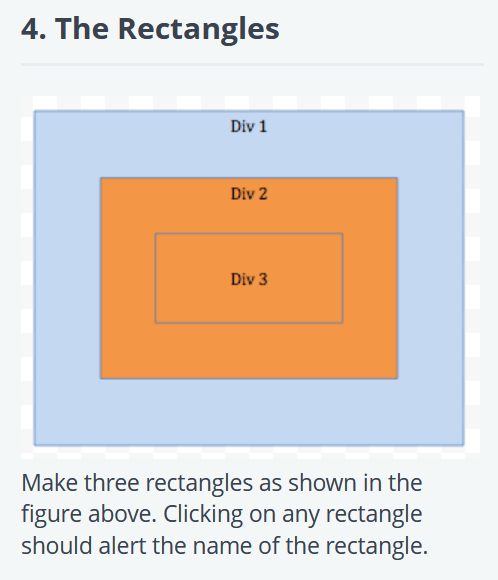 4. The Rectangles
Div 1
Div 2
Div 3
Make three rectangles as shown in the
figure above. Clicking on any rectangle
should alert the name of the rectangle.